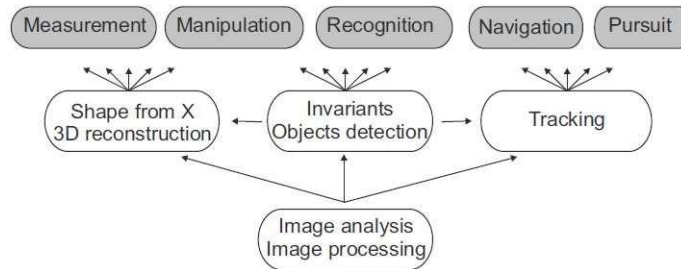 Measurement
Manipulation
Recognition
Navigation
Pursuit
Shape from X
3D reconstruction
Invariants
Objects detection
Tracking
Image analysis
Image processing